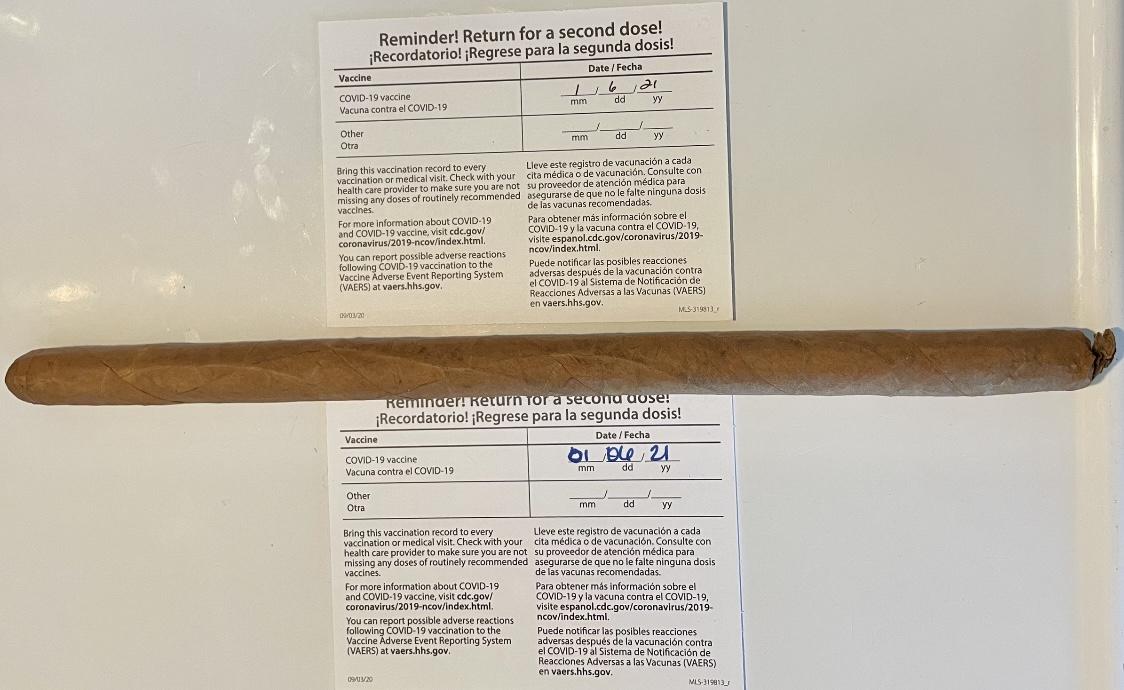 Reminder! Return for a second dose!
¡Recordatorio! ¡Regrese para la segunda dosis!
Vaccine
Date / Fecha
COVID-19 vaccine
Vacuna contra el COVID-19
1 / 6 / 21
mm dd yy
Other
Otra
__/__/__
mm dd yy
Bring this vaccination record to every
vaccination or medical visit. Check with your
health care provider to make sure you are not
missing any doses of routinely recommended
vaccines.
For more information about COVID-19
and COVID-19 vaccine, visit cdc.gov/
coronavirus/2019-ncov/index.html.
You can report possible adverse reactions
following COVID-19 vaccination to the
Vaccine Adverse Event Reporting System
(VAERS) at vaers.hhs.gov.
Lleve este registro de vacunación a cada
cita médica o de vacunación. Consulte con
su proveedor de atención médica para
asegurarse de que no le falte ninguna dosis
de las vacunas recomendadas.
Para obtener más información sobre el
COVID-19 y la vacuna contra el COVID-19,
visite espanol.cdc.gov/coronavirus/2019-
ncov/index.html.
Puede notificar las posibles reacciones
adversas después de la vacunación contra
el COVID-19 al Sistema de Notificación de
Reacciones Adversas a las Vacunas (VAERS)
en vaers.hhs.gov.
09/03/20
MLS-319813_r
Reminder! Return for a second dose!
¡Recordatorio! ¡Regrese para la segunda dosis!
Vaccine
Date / Fecha
COVID-19 vaccine
Vacuna contra el COVID-19
01 / 06 / 21
mm dd yy
Other
Otra
__/__/__
mm dd yy
Bring this vaccination record to every
vaccination or medical visit. Check with your
health care provider to make sure you are not
missing any doses of routinely recommended
vaccines.
For more information about COVID-19
and COVID-19 vaccine, visit cdc.gov/
coronavirus/2019-ncov/index.html.
You can report possible adverse reactions
following COVID-19 vaccination to the
Vaccine Adverse Event Reporting System
(VAERS) at vaers.hhs.gov.
Lleve este registro de vacunación a cada
cita médica o de vacunación. Consulte con
su proveedor de atención médica para
asegurarse de que no le falte ninguna dosis
de las vacunas recomendadas.
Para obtener más información sobre el
COVID-19 y la vacuna contra el COVID-19,
visite espanol.cdc.gov/coronavirus/2019-
ncov/index.html.
Puede notificar las posibles reacciones
adversas después de la vacunación contra
el COVID-19 al Sistema de Notificación de
Reacciones Adversas a las Vacunas (VAERS)
en vaers.hhs.gov.
09/03/20
MLS-319813_r